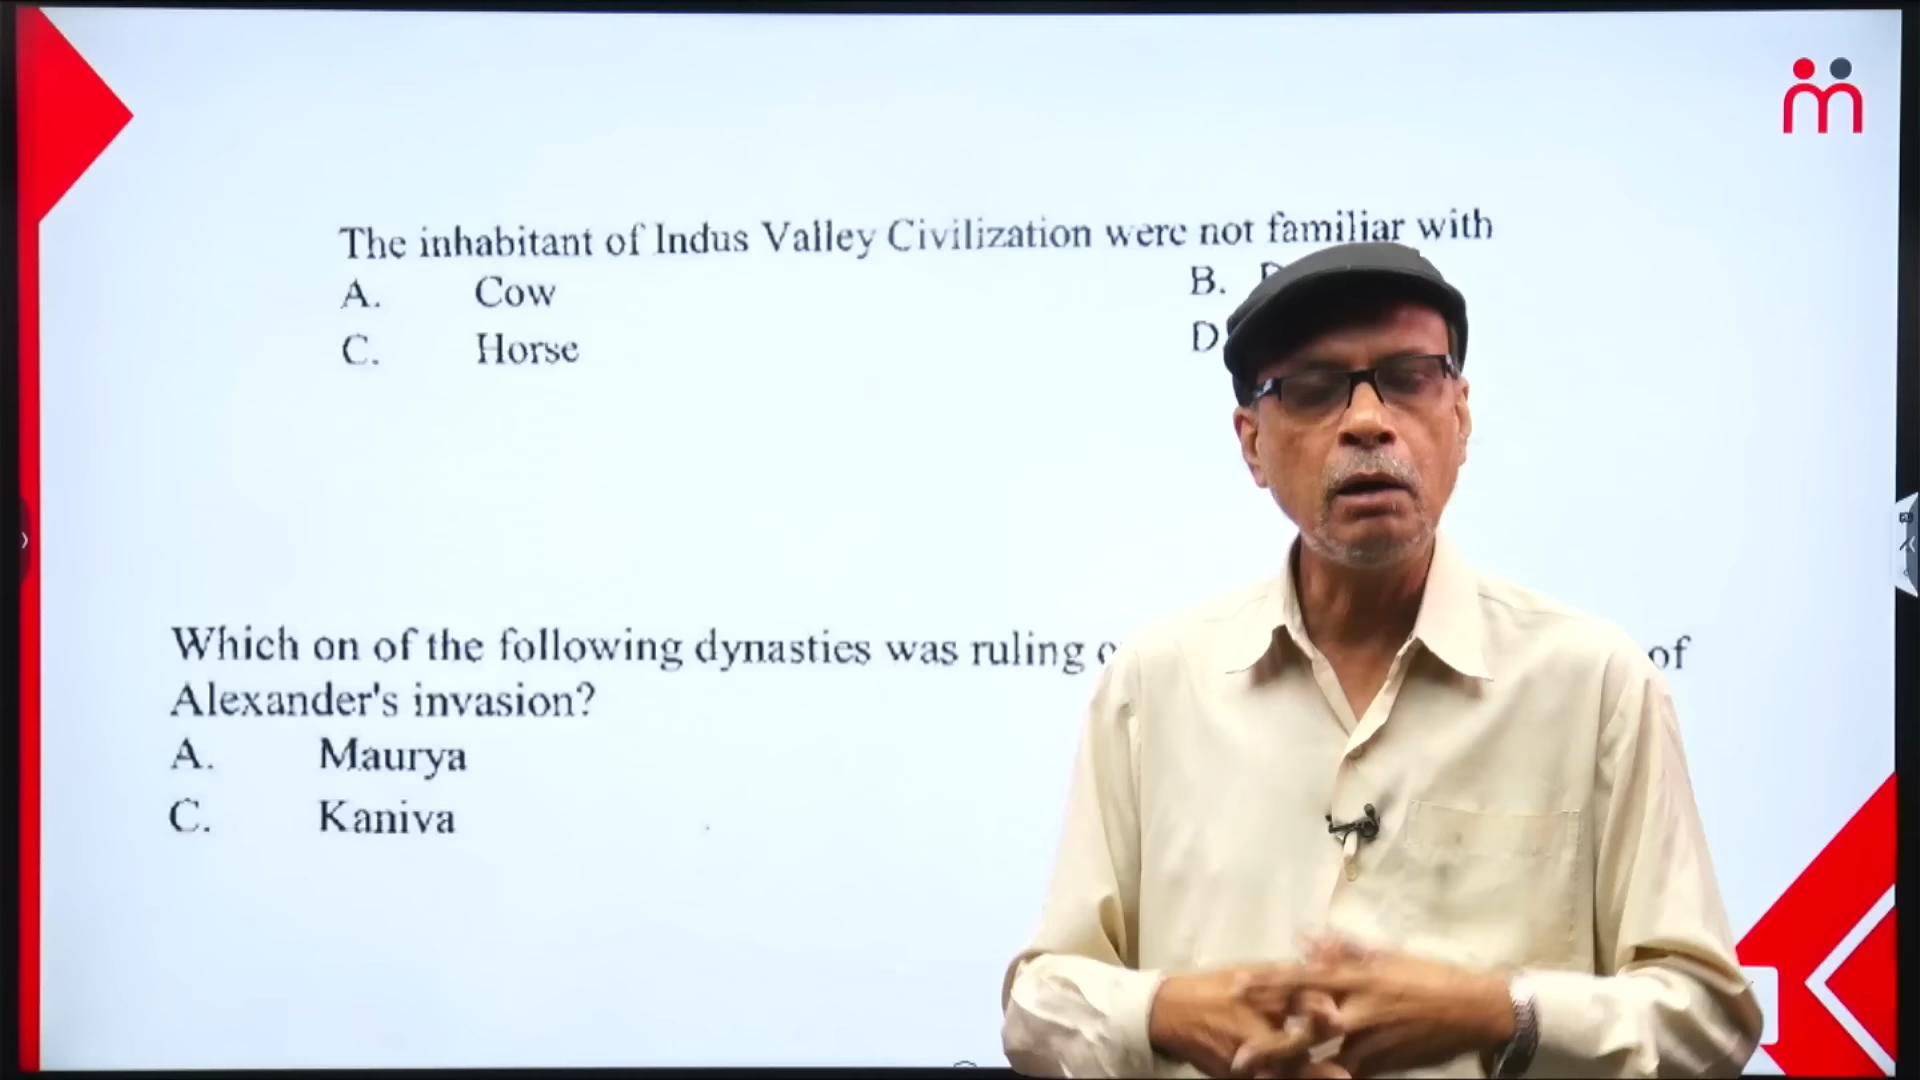 The inhabitant of Indus Valley Civilization were not familiar with
A. Cow B.
C. Horse D
Which on of the following dynasties was ruling of
Alexander's invasion?
A. Maurya
C. Kaniva